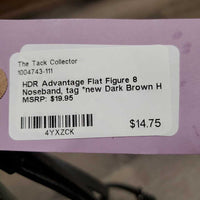 The Tack Collector
1004743-111
HDR Advantage Flat Figure 8
Noseband, tag *new Dark Brown H
MSRP: $19.95
4YXZCK
$14.75